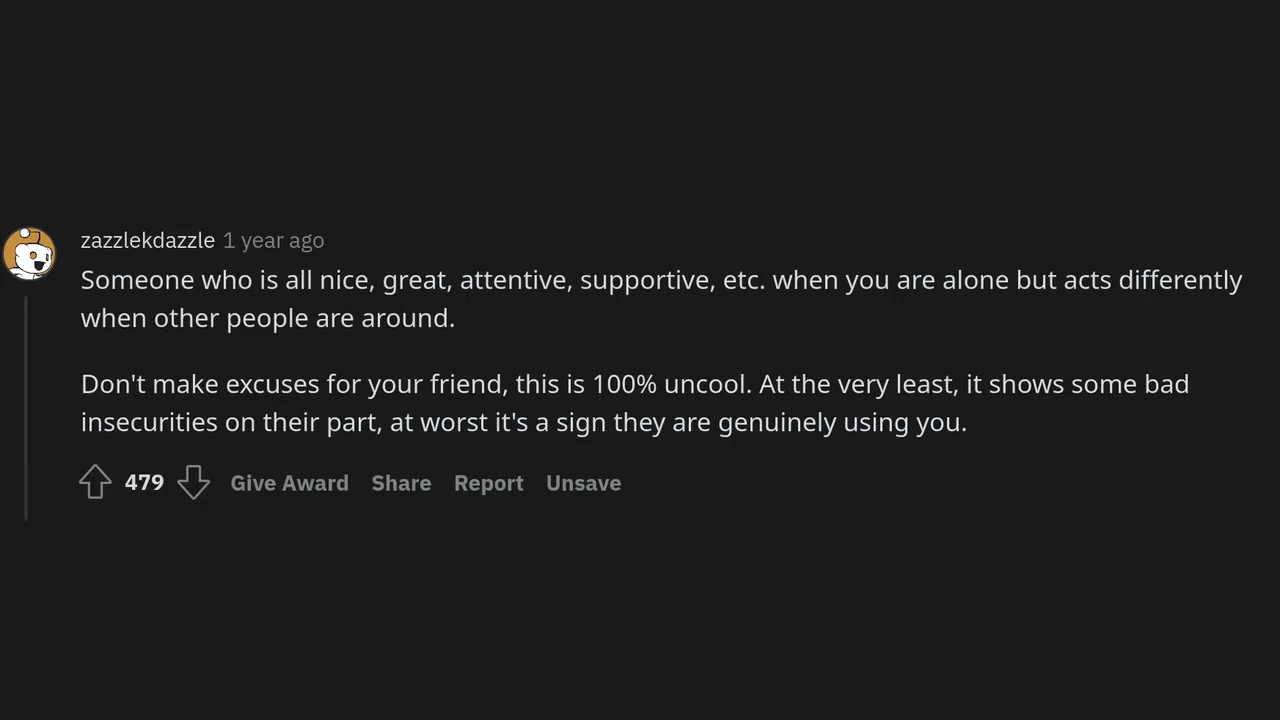 zazzlekdazzle 1 year ago
Someone who is all nice, great, attentive, supportive, etc. when you are alone but acts differently
when other people are around.
Don't make excuses for your friend, this is 100% uncool. At the very least, it shows some bad
insecurities on their part, at worst it's a sign they are genuinely using you.
479 Give Award Share Report Unsave